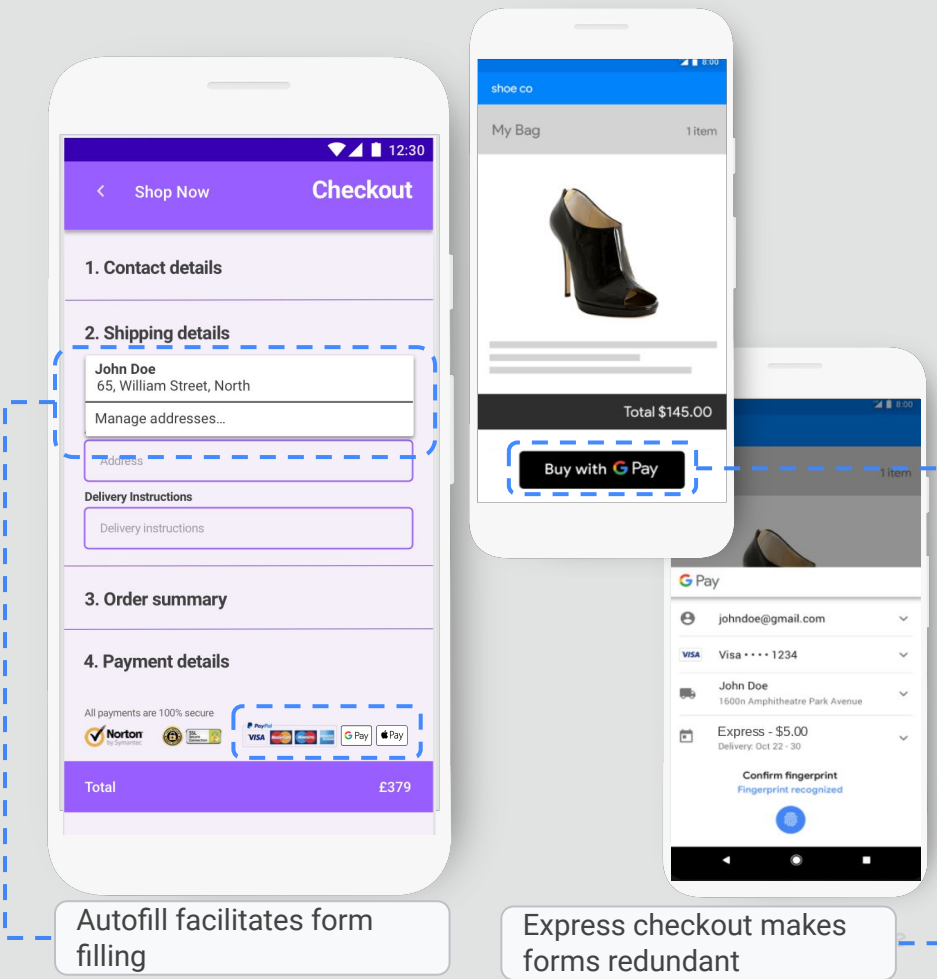 12:30
Shop Now
Checkout
1. Contact details
2. Shipping details
John Doe
65, William Street, North
Manage addresses...
Address
Delivery Instructions
Delivery instructions
3. Order summary
4. Payment details
All payments are 100% secure
Norton
by Symantec
PayPal
VISA
G Pay
Pay
Total
£379
Autofill facilitates form
filling
8:00
shoe co
My Bag
1 item
Total $145.00
Buy with G Pay
8:00
1 item
G Pay
johndoe@gmail.com
VISA
Visa •••• 1234
John Doe
1600n Amphitheatre Park Avenue
Express - $5.00
Delivery: Oct 22 - 30
Confirm fingerprint
Fingerprint recognized
Express checkout makes
forms redundant